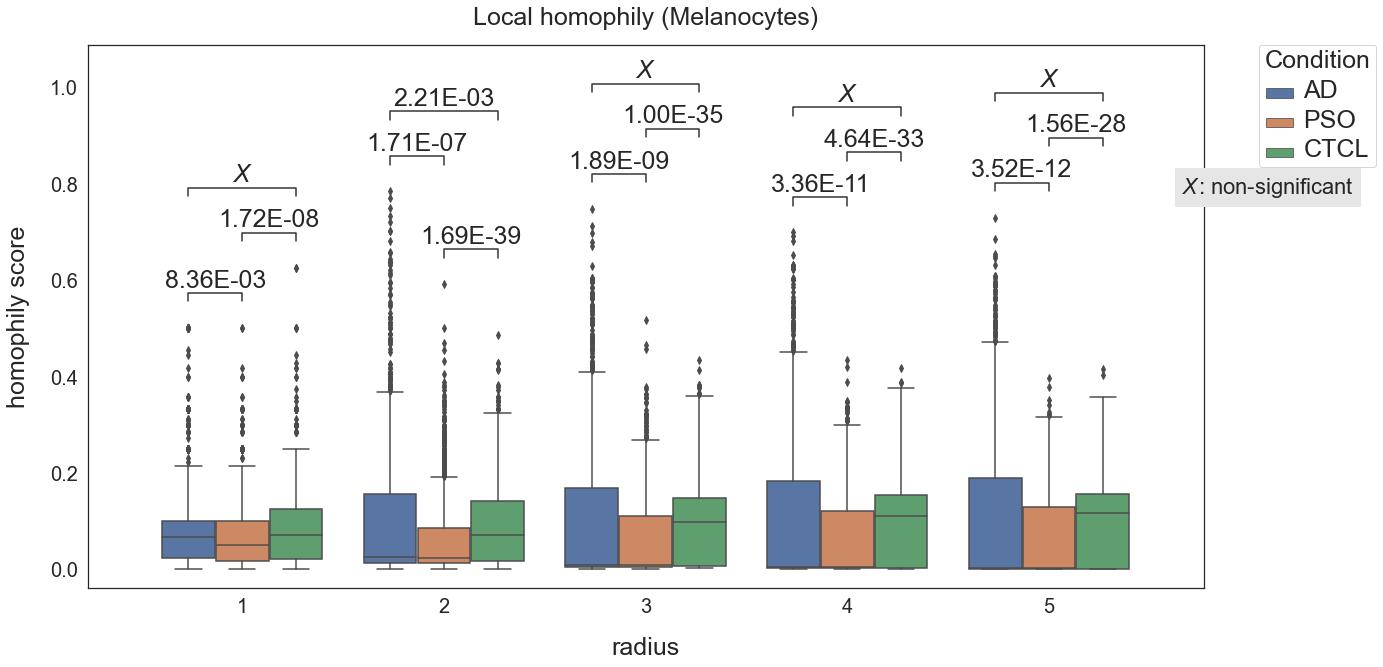 Local homophily (Melanocytes)
homophily score
1.0
0.8
0.6
0.4
0.2
0.0
X
1.72E-08
8.36E-03
2.21E-03
1.71E-07
1.69E-39
X
1.00E-35
1.89E-09
X
4.64E-33
3.36E-11
X
1.56E-28
3.52E-12
1 2 3 4 5
radius
Condition
AD
PSO
CTCL
X: non-significant